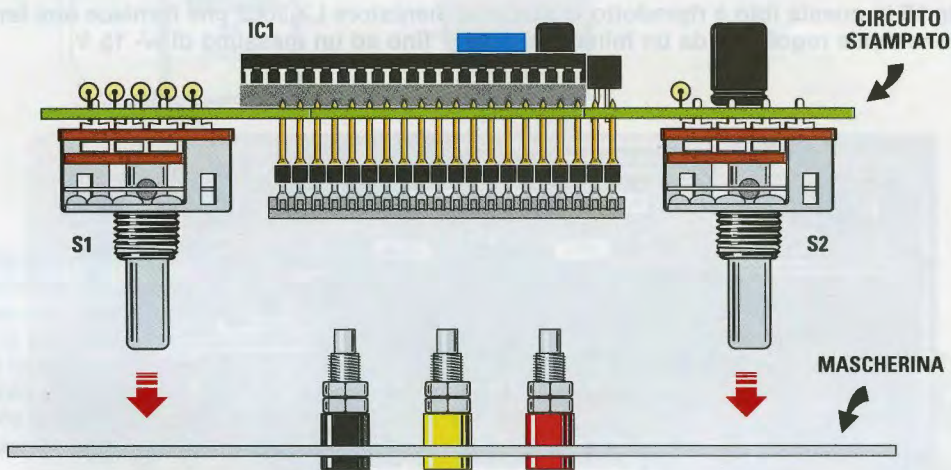 IC1
CIRCUITO
STAMPATO
S1
S2
MASCHERINA